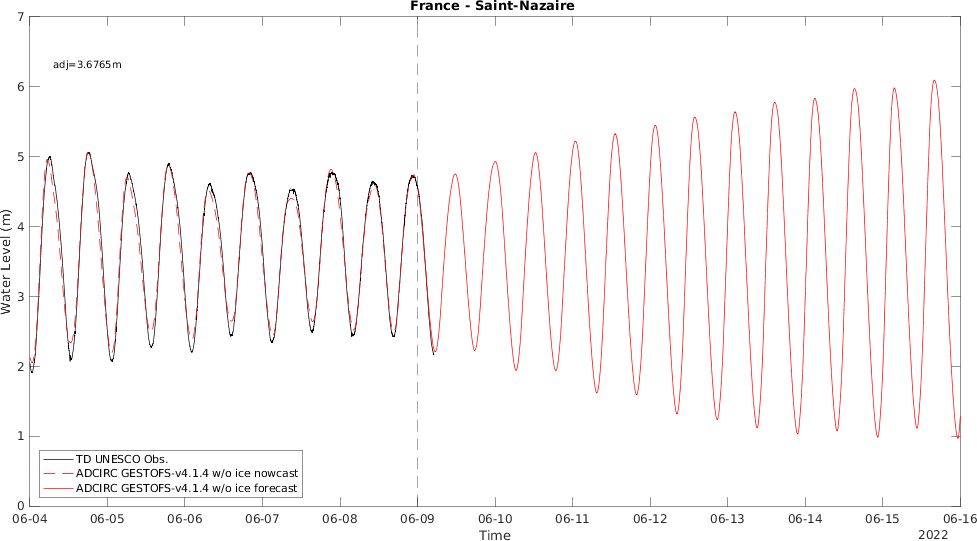 France - Saint-Nazaire
7
adj=3.6765m
6
5
4
3
2
1
0
Water Level (m)
TD UNESCO Obs.
ADCIRC GESTOFS-v4.1.4 w/o ice nowcast
ADCIRC GESTOFS-v4.1.4 w/o ice forecast
06-04 06-05 06-06 06-07 06-08 06-09 06-10 06-11 06-12 06-13 06-14 06-15 06-16
Time
2022